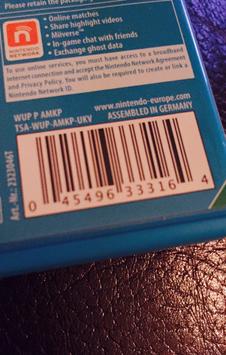 Please retain the packaging
NINTENDO
NETWORK
• Online matches
• Share highlight videos
• Miiverse™
• In-game chat with friends
• Exchange ghost data
To use online services, you must have access to a broadband
internet connection and accept the Nintendo Network Agreement
and Privacy Policy. You will also be required to create or link a
Nintendo Network ID.
WUP P AMKP
TSA-WUP-AMKP-UKV
www.nintendo-europe.com
ASSEMBLED IN GERMANY
Art.-Nr.: 2323046T
0 45496 33316 4